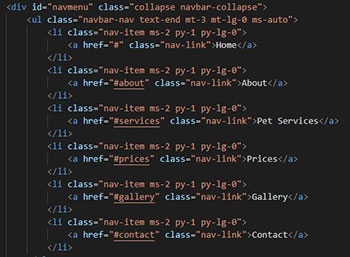 <div id="navmenu" class="collapse navbar-collapse">
<ul class="navbar-nav text-end mt-3 mt-lg-0 ms-auto">
<li class="nav-item ms-2 py-1 py-lg-0">
<a href="#" class="nav-link">Home</a>
</li>
<li class="nav-item ms-2 py-1 py-lg-0">
<a href="#about" class="nav-link">About</a>
</li>
<li class="nav-item ms-2 py-1 py-lg-0">
<a href="#services" class="nav-link">Pet Services</a>
</li>
<li class="nav-item ms-2 py-1 py-lg-0">
<a href="#prices" class="nav-link">Prices</a>
</li>
<li class="nav-item ms-2 py-1 py-lg-0">
<a href="#gallery" class="nav-link">Gallery</a>
</li>
<li class="nav-item ms-2 py-1 py-lg-0">
<a href="#contact" class="nav-link">Contact</a>
</li>